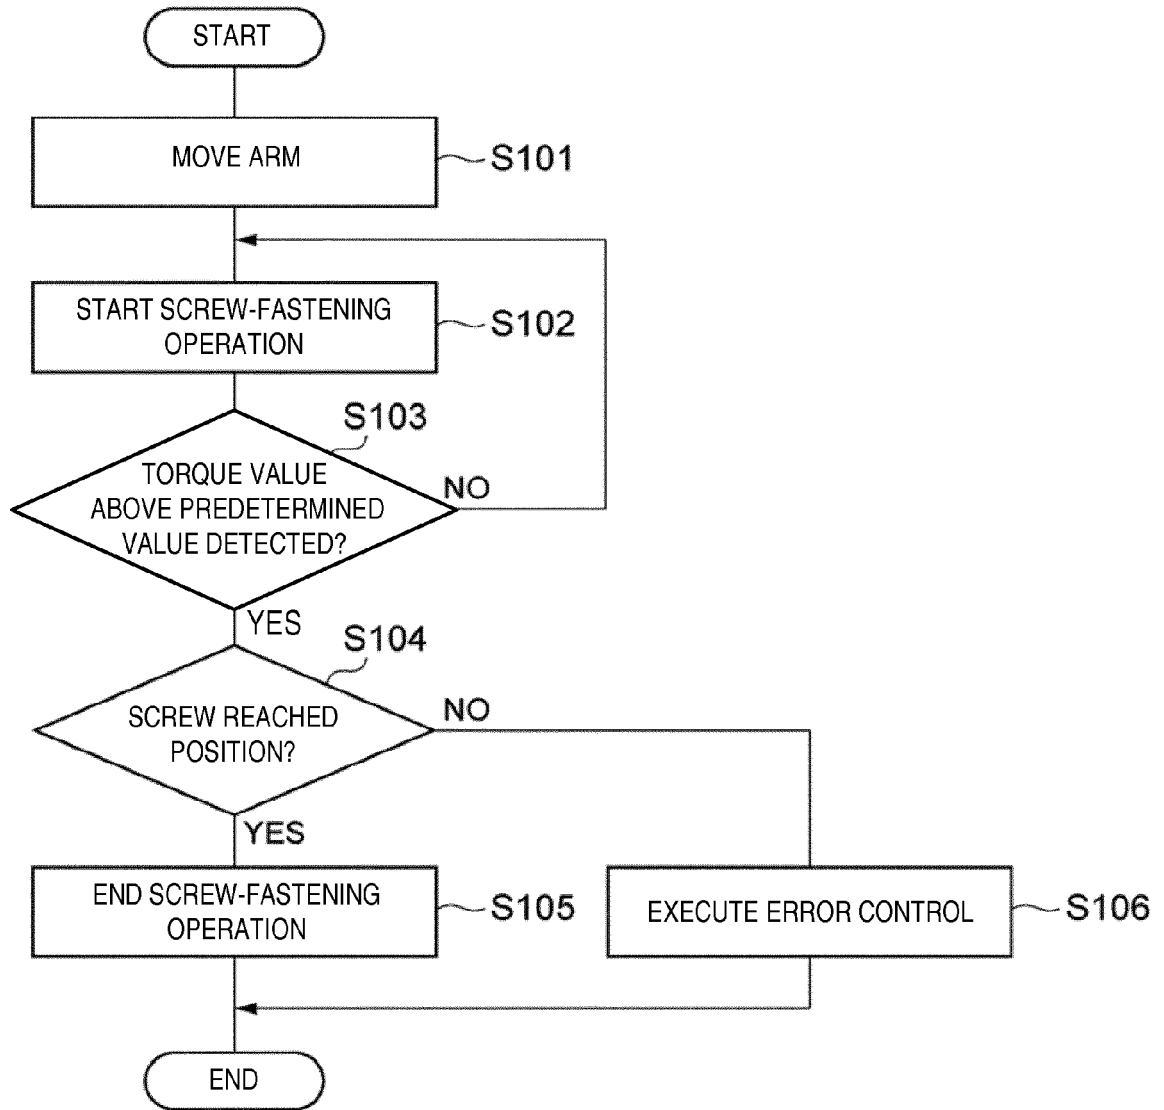 START
MOVE ARM
S101
START SCREW-FASTENING
OPERATION
S102
S103
TORQUE VALUE
ABOVE PREDETERMINED
VALUE DETECTED?
NO
YES
S104
SCREW REACHED
POSITION?
NO
YES
END SCREW-FASTENING
OPERATION
S105
EXECUTE ERROR CONTROL
S106
END